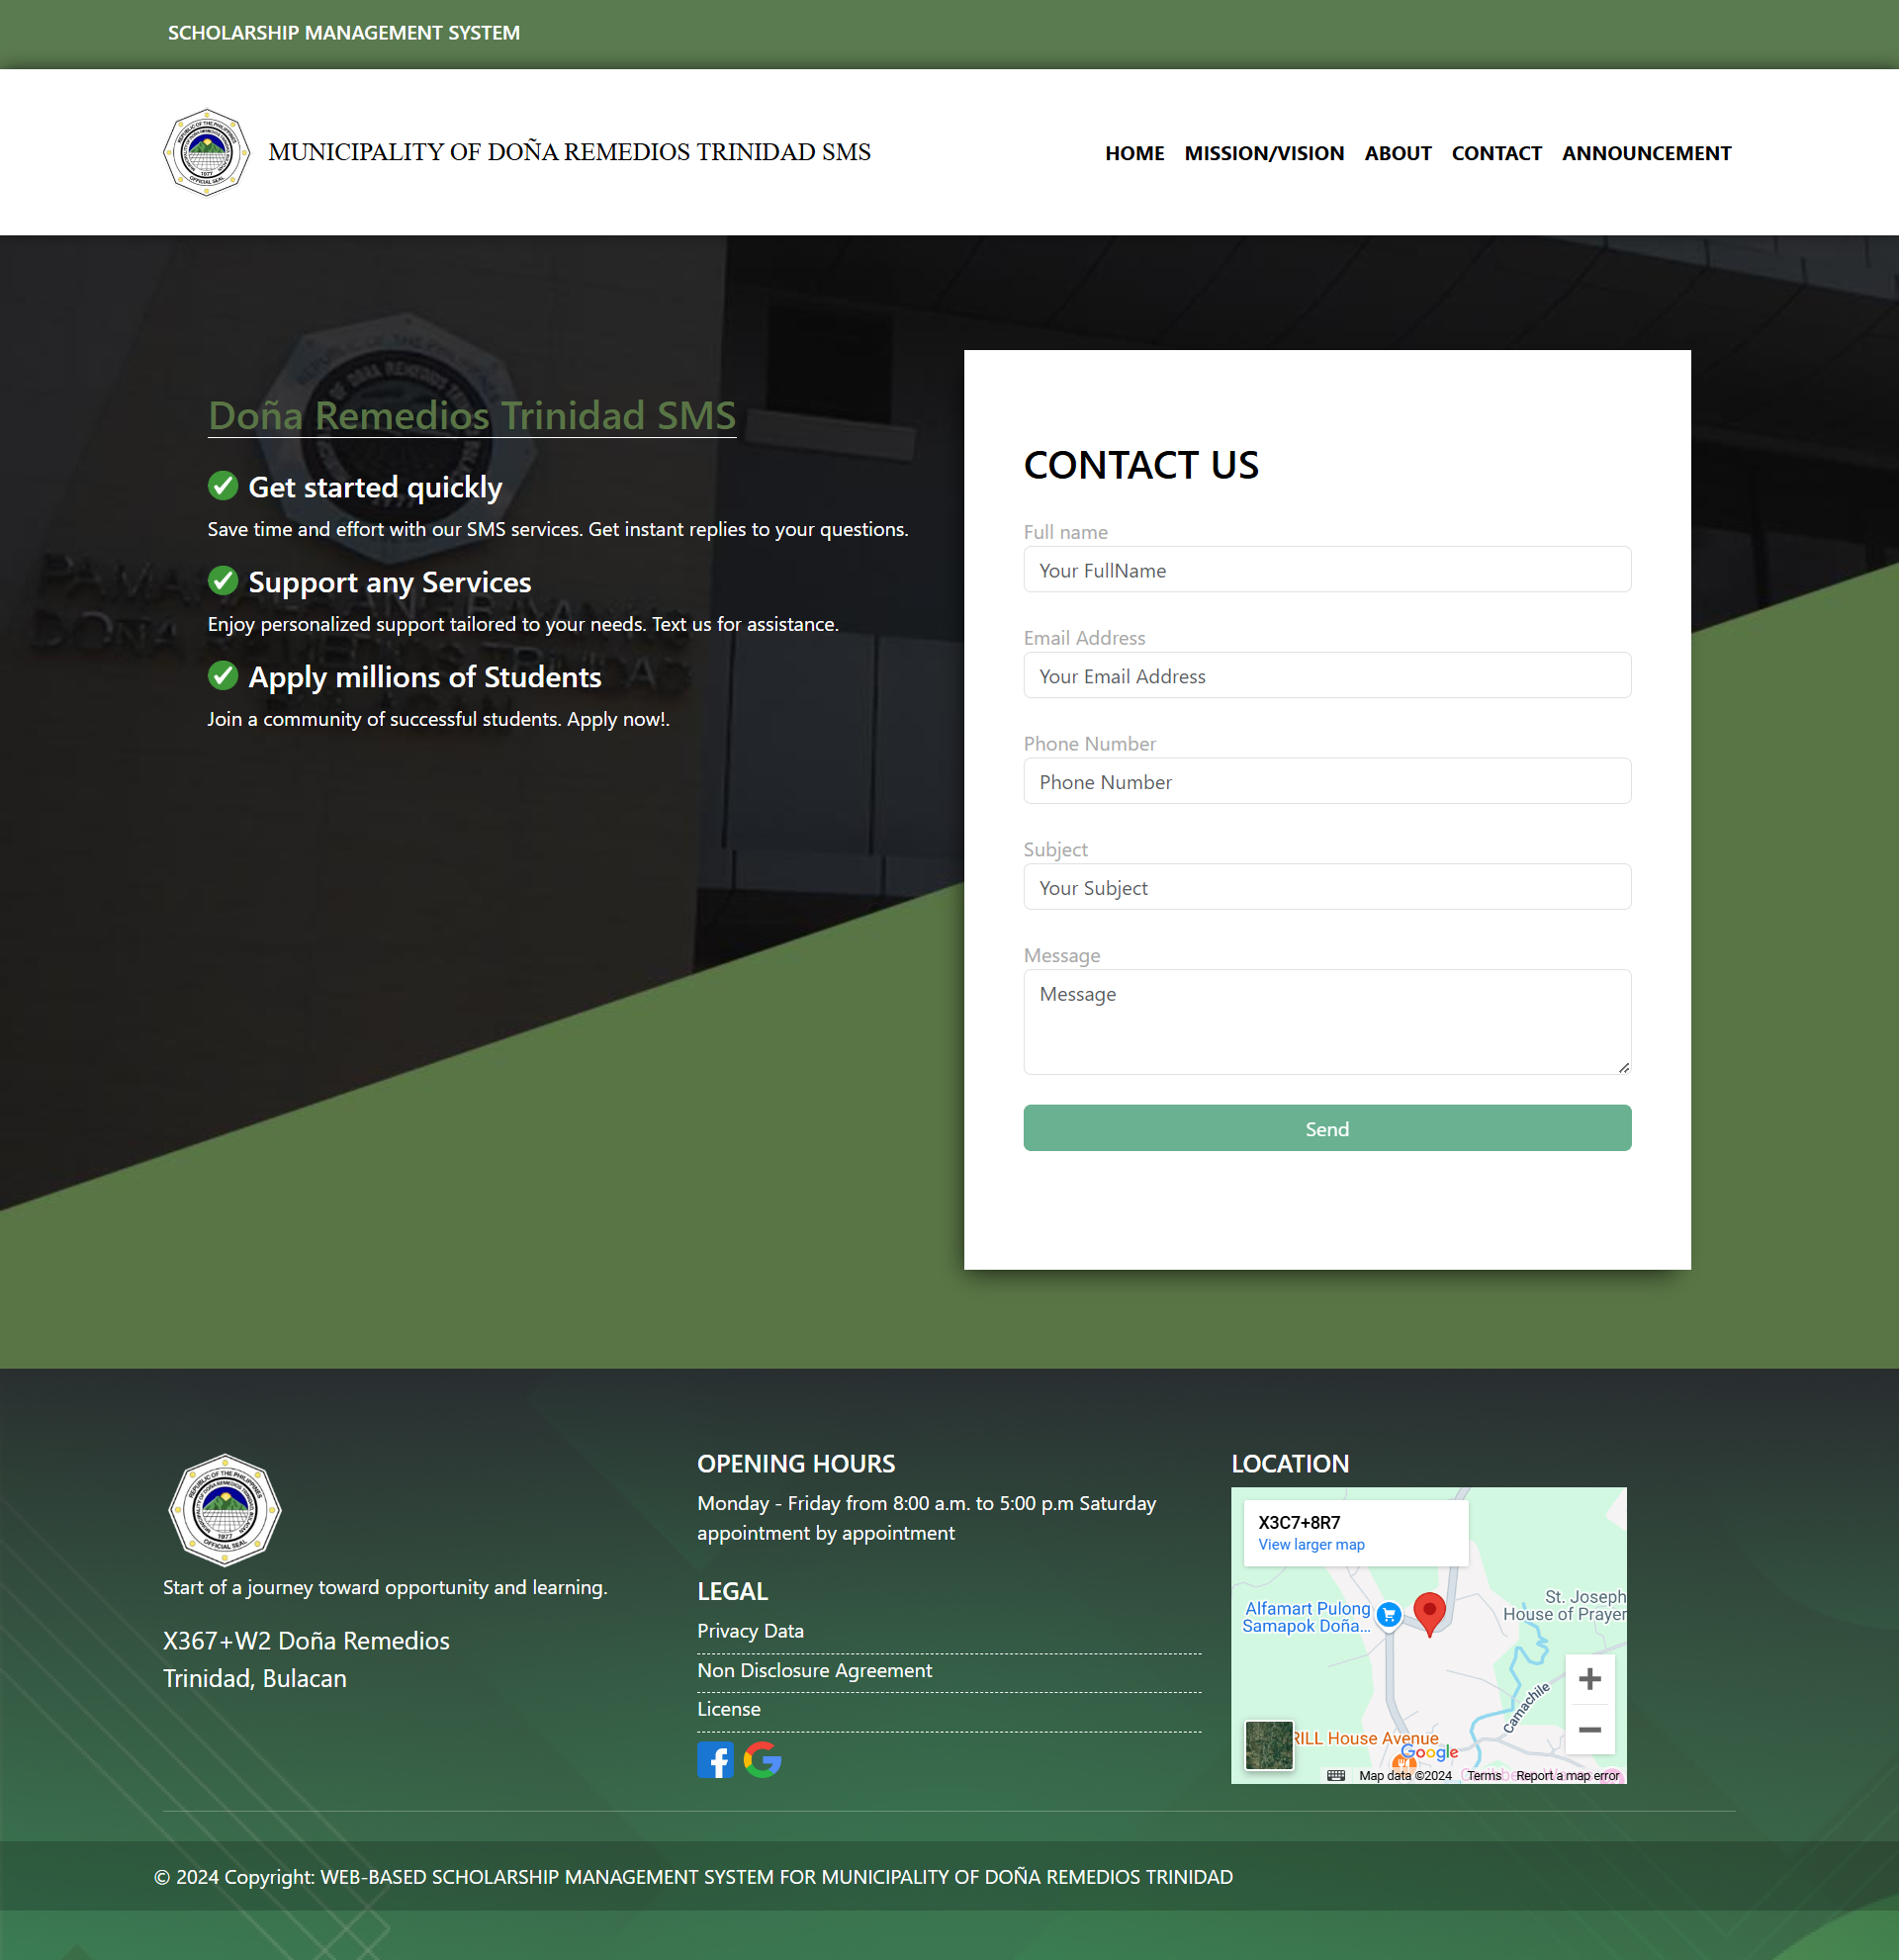 SCHOLARSHIP MANAGEMENT SYSTEM
MUNICIPALITY OF DOÑA REMEDIOS TRINIDAD SMS
HOME MISSION/VISION ABOUT CONTACT ANNOUNCEMENT
Doña Remedios Trinidad SMS
Get started quickly
Save time and effort with our SMS services. Get instant replies to your questions.
Support any Services
Enjoy personalized support tailored to your needs. Text us for assistance.
Apply millions of Students
Join a community of successful students. Apply now!.
CONTACT US
Full name
Your FullName
Email Address
Your Email Address
Phone Number
Phone Number
Subject
Your Subject
Message
Message
Send
REPUBLIC OF THE PHILIPPINES
1977
OFFICIAL SEAL
Start of a journey toward opportunity and learning.
X367+W2 Doña Remedios
Trinidad, Bulacan
OPENING HOURS
Monday - Friday from 8:00 a.m. to 5:00 p.m Saturday
appointment by appointment
LEGAL
Privacy Data
Non Disclosure Agreement
License
LOCATION
X3C7+8R7
View larger map
Alfamart Pulong
Samapok Doña...
St. Joseph
House of Prayer
Camachile
RILL House Avenue
Google
Map data ©2024 Terms Report a map error
© 2024 Copyright: WEB-BASED SCHOLARSHIP MANAGEMENT SYSTEM FOR MUNICIPALITY OF DOÑA REMEDIOS TRINIDAD